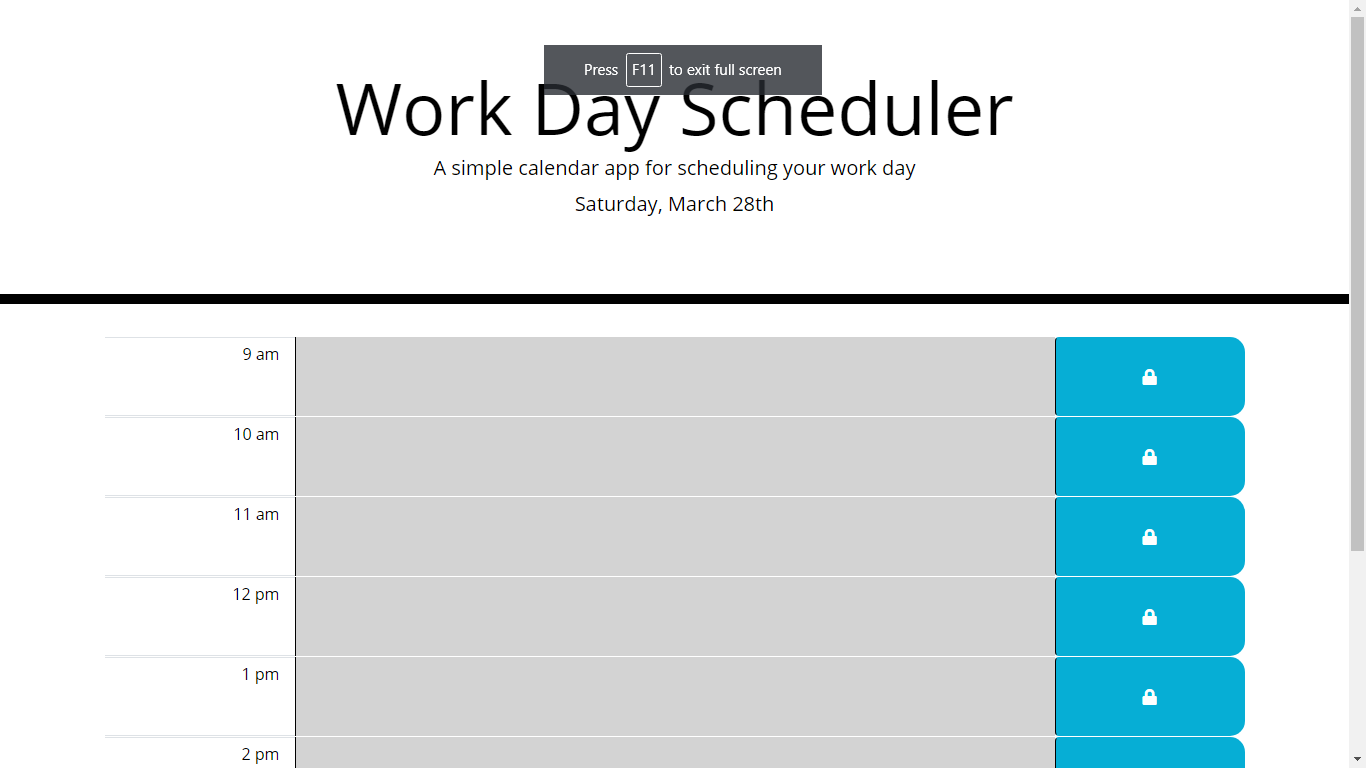 Press F11 to exit full screen
Work Day Scheduler
A simple calendar app for scheduling your work day
Saturday, March 28th
9 am
10 am
11 am
12 pm
1 pm
2 pm